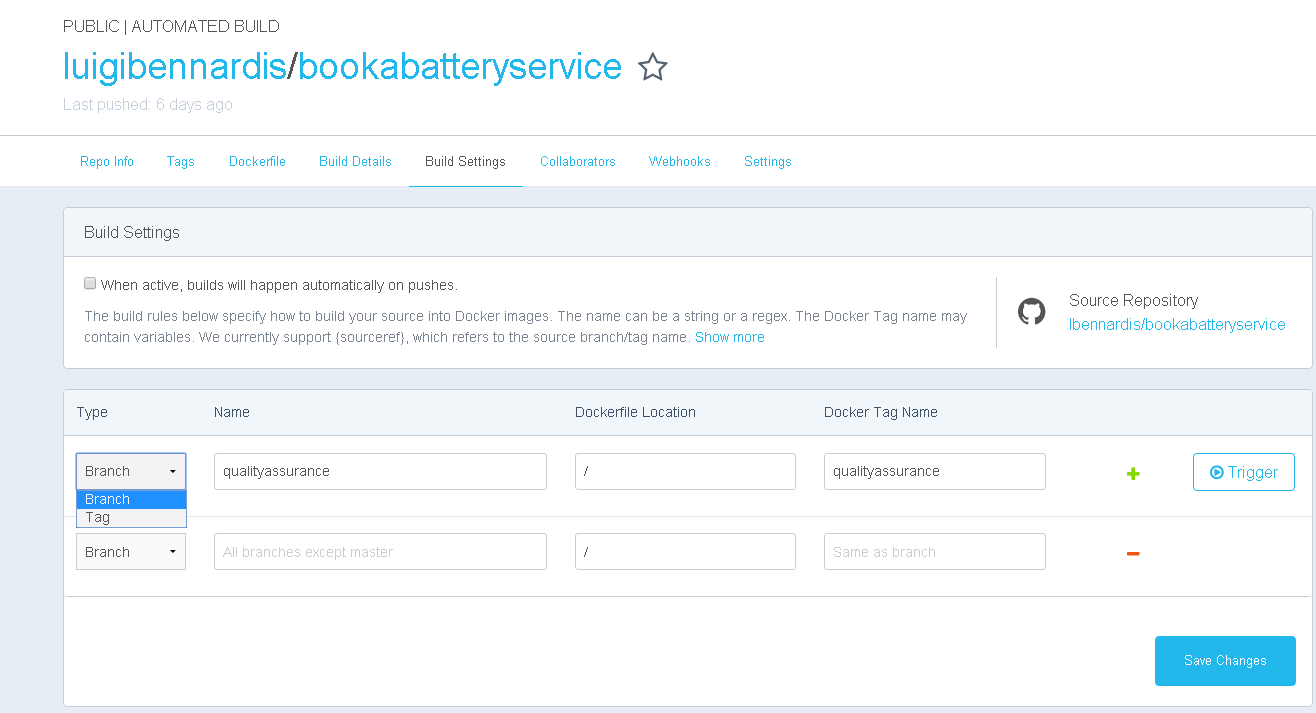 PUBLIC | AUTOMATED BUILD
luigibennardis/bookabatteryservice
Last pushed: 6 days ago
Repo Info Tags Dockerfile Build Details Build Settings Collaborators Webhooks Settings
Build Settings
When active, builds will happen automatically on pushes.
The build rules below specify how to build your source into Docker images. The name can be a string or a regex. The Docker Tag name may
contain variables. We currently support {sourceref}, which refers to the source branch/tag name. Show more
Source Repository
lbennardis/bookabatteryservice
Type Name Dockerfile Location Docker Tag Name
Branch qualityassurance / qualityassurance Trigger
Branch
Tag
Branch All branches except master / Same as branch
Save Changes